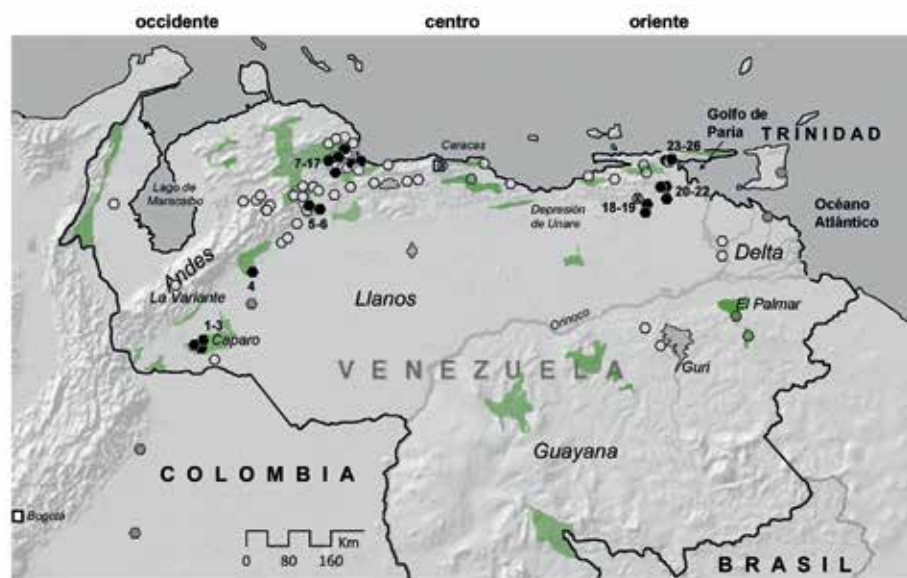 occidente centro oriente
Golfo de
Paria
TRINIDAD
23-26
Caracas
7-17
Lago de
Maracaibo
20-22
18-19
Océano
Atlántico
Depresión
de Unare
5-6
Delta
Andes
4
La Variante
Llanos
El Palmar
Orinoco
1-3
Caparo
VENEZUELA
Guri
Guayana
COLOMBIA
Bogotá
Km
0 40 80 160
BRASIL